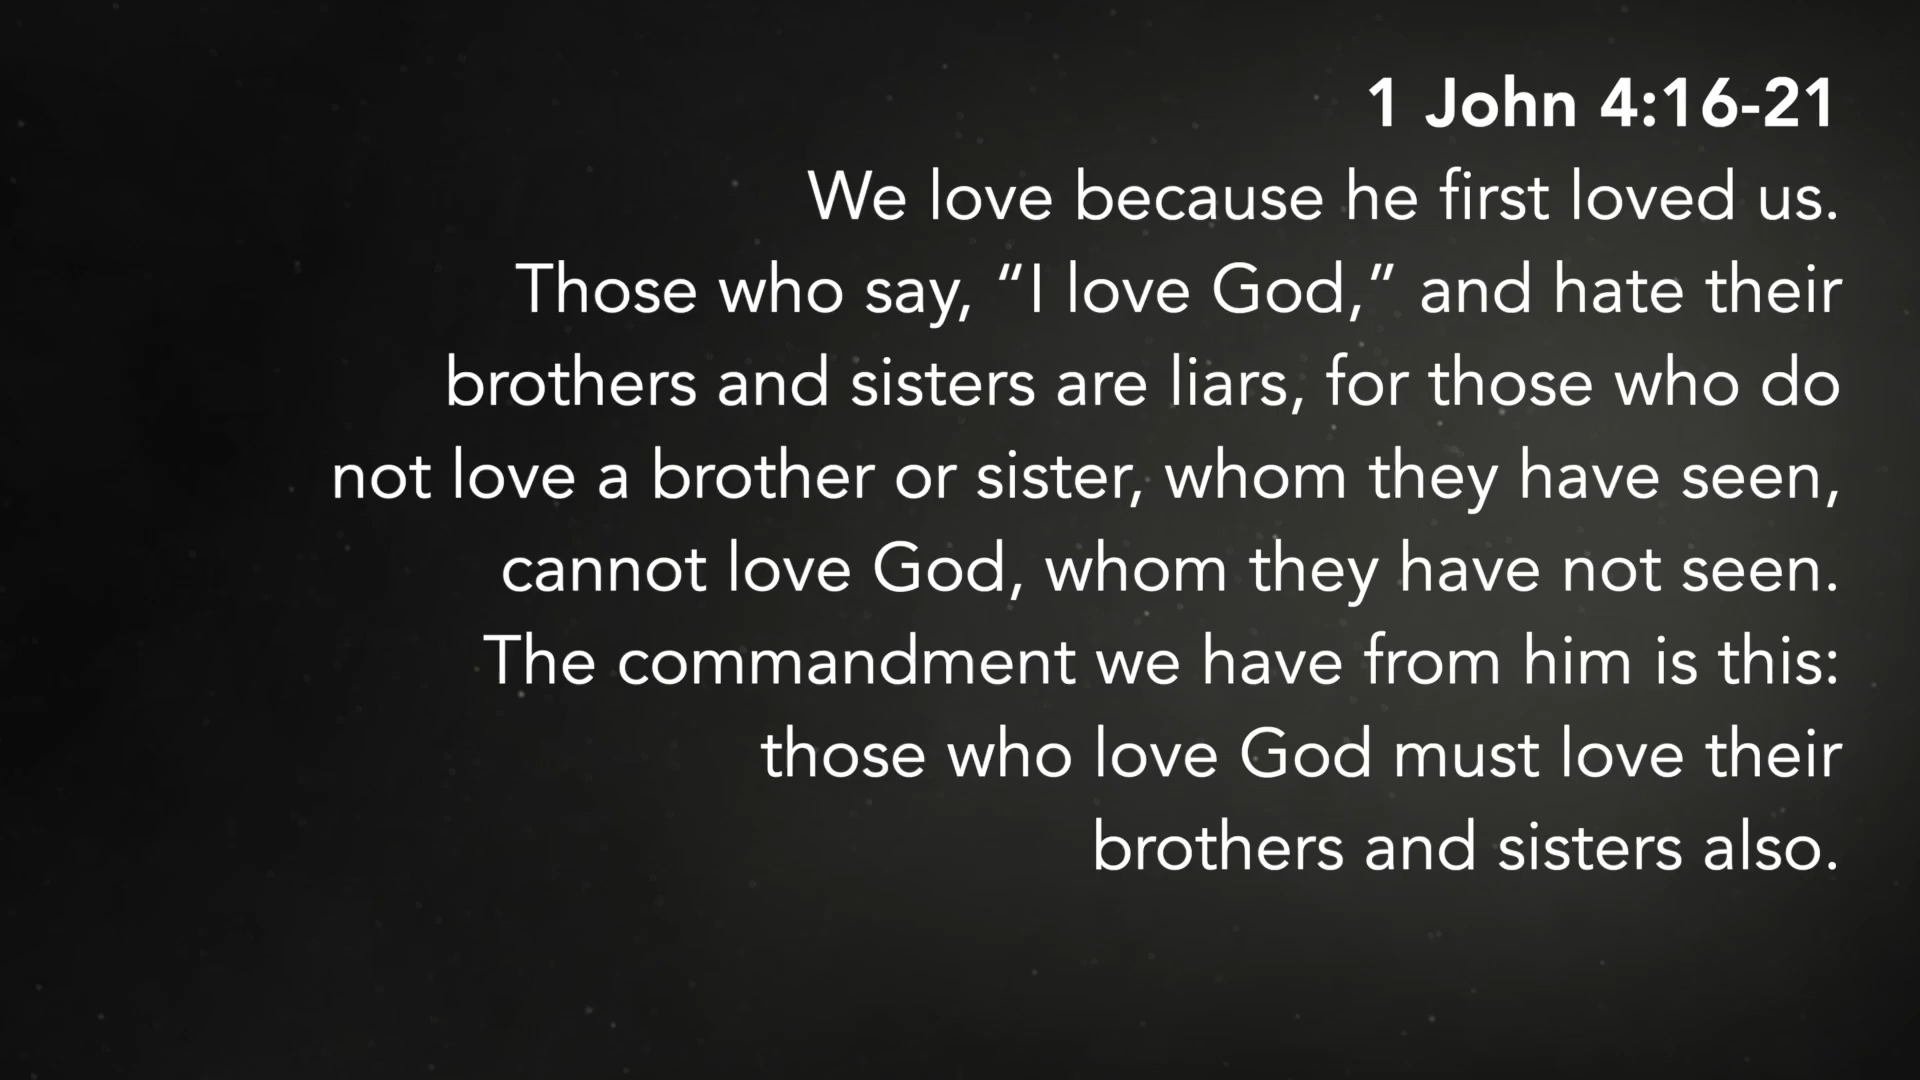 1 John 4:16-21
We love because he first loved us.
Those who say, “I love God,” and hate their
brothers and sisters are liars, for those who do
not love a brother or sister, whom they have seen,
cannot love God, whom they have not seen.
The commandment we have from him is this:
those who love God must love their
brothers and sisters also.